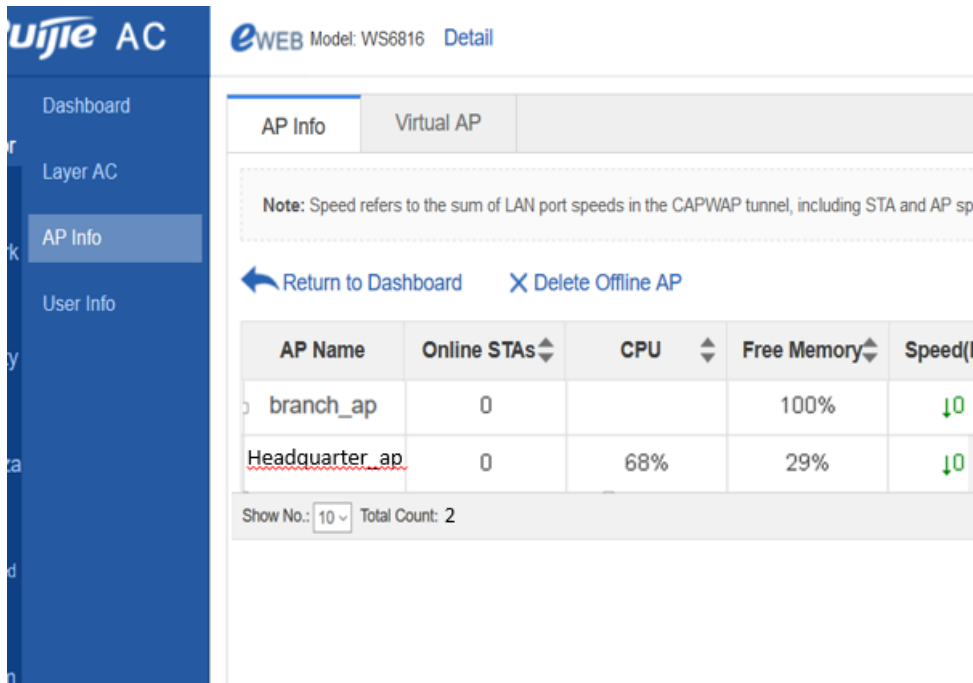 Ruijie AC
eWEB Model: WS6816 Detail
Dashboard
Layer AC
AP Info
User Info
AP Info Virtual AP
Note: Speed refers to the sum of LAN port speeds in the CAPWAP tunnel, including STA and AP sp
Return to Dashboard Delete Offline AP
AP Name Online STAs CPU Free Memory Speed(
branch_ap 0 100% ↓0
Headquarter_ap 0 68% 29% ↓0
Show No.: 10 Total Count: 2